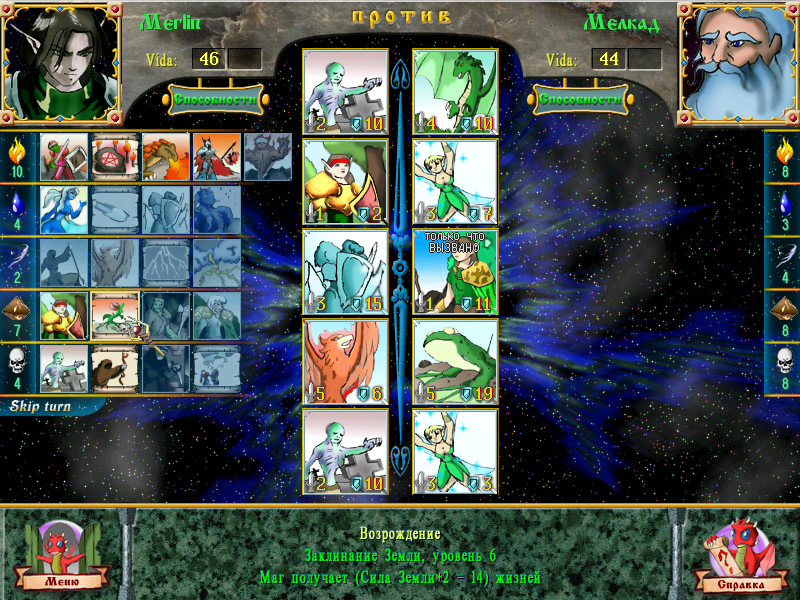 Merlin
против
Мелкад
Vida: 46
Vida: 44
Способности
Способности
2 10
4 10
1 2
3 7
только что
вызвано
3 15
1 11
5 6
5 19
2 10
3 3
10
4
2
7
4
8
3
4
8
8
Skip turn
Возрождение
Заклинание Земли, уровень 6
Маг получает (Сила Земли*2 - 14) жизней
Меню
Справка